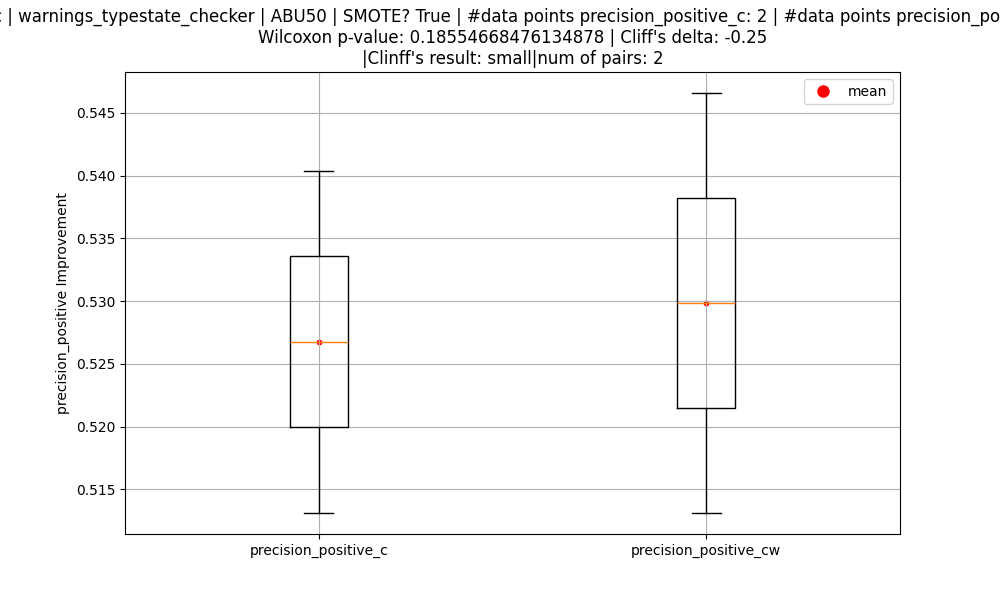 | warnings_typestate_checker | ABU50 | SMOTE? True | #data points precision_positive_c: 2 | #data points precision_po
Wilcoxon p-value: 0.18554668476134878 | Cliff's delta: -0.25
|Clinff's result: small|num of pairs: 2
mean
0.545
0.540
0.535
0.530
0.525
0.520
0.515
precision_positive Improvement
precision_positive_c
precision_positive_cw